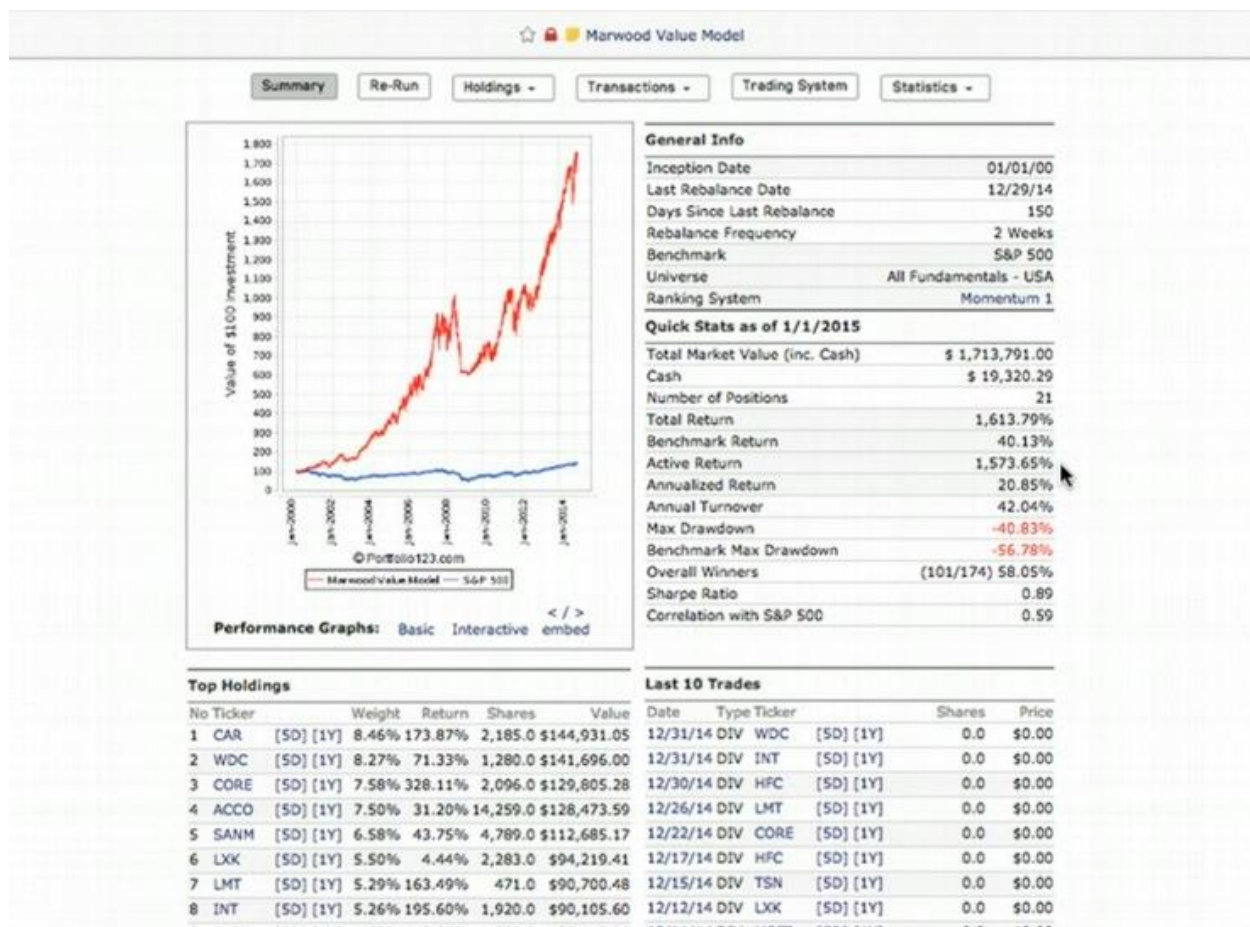 Marwood Value Model
Summary Re-Run Holdings Transactions Trading System Statistics
Value of $100 Investment
1,800
1,700
1,600
1,500
1,400
1,300
1,200
1,100
1,000
900
800
700
600
500
400
300
200
100
0
Jan-2000 Jan-2002 Jan-2004 Jan-2006 Jan-2008 Jan-2010 Jan-2012 Jan-2014
© Portfolio123.com
Marwood Value Model S&P 500
Performance Graphs: Basic Interactive < / > embed
General Info
Inception Date 01/01/00
Last Rebalance Date 12/29/14
Days Since Last Rebalance 150
Rebalance Frequency 2 Weeks
Benchmark S&P 500
Universe All Fundamentals - USA
Ranking System Momentum 1
Quick Stats as of 1/1/2015
Total Market Value (inc. Cash) $ 1,713,791.00
Cash $ 19,320.29
Number of Positions 21
Total Return 1,613.79%
Benchmark Return 40.13%
Active Return 1,573.65%
Annualized Return 20.85%
Annual Turnover 42.04%
Max Drawdown -40.83%
Benchmark Max Drawdown -56.78%
Overall Winners (101/174) 58.05%
Sharpe Ratio 0.89
Correlation with S&P 500 0.59
Top Holdings
No Ticker Weight Return Shares Value
1 CAR [5D] [1Y] 8.46% 173.87% 2,185.0 $144,931.05
2 WDC [5D] [1Y] 8.27% 71.33% 1,280.0 $141,696.00
3 CORE [5D] [1Y] 7.58% 328.11% 2,096.0 $129,805.28
4 ACCO [5D] [1Y] 7.50% 31.20% 14,259.0 $128,473.59
5 SANM [5D] [1Y] 6.58% 43.75% 4,789.0 $112,685.17
6 LXK [5D] [1Y] 5.50% 4.44% 2,283.0 $94,219.41
7 LMT [5D] [1Y] 5.29% 163.49% 471.0 $90,700.48
8 INT [5D] [1Y] 5.26% 195.60% 1,920.0 $90,105.60
Last 10 Trades
Date Type Ticker Shares Price
12/31/14 DIV WDC [5D] [1Y] 0.0 $0.00
12/31/14 DIV INT [5D] [1Y] 0.0 $0.00
12/30/14 DIV HFC [5D] [1Y] 0.0 $0.00
12/26/14 DIV LMT [5D] [1Y] 0.0 $0.00
12/22/14 DIV CORE [5D] [1Y] 0.0 $0.00
12/17/14 DIV HFC [5D] [1Y] 0.0 $0.00
12/15/14 DIV TSN [5D] [1Y] 0.0 $0.00
12/12/14 DIV LXK [5D] [1Y] 0.0 $0.00